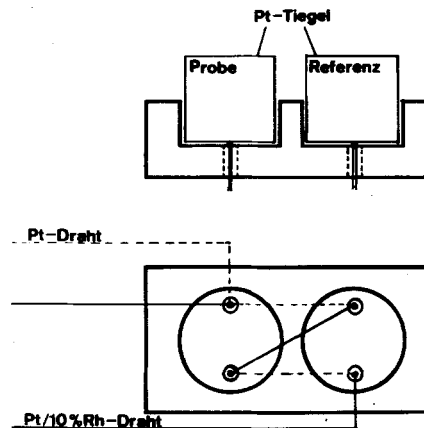 Pt-Tiegel
Probe
Referenz
Pt-Draht
Pt/10%Rh-Draht